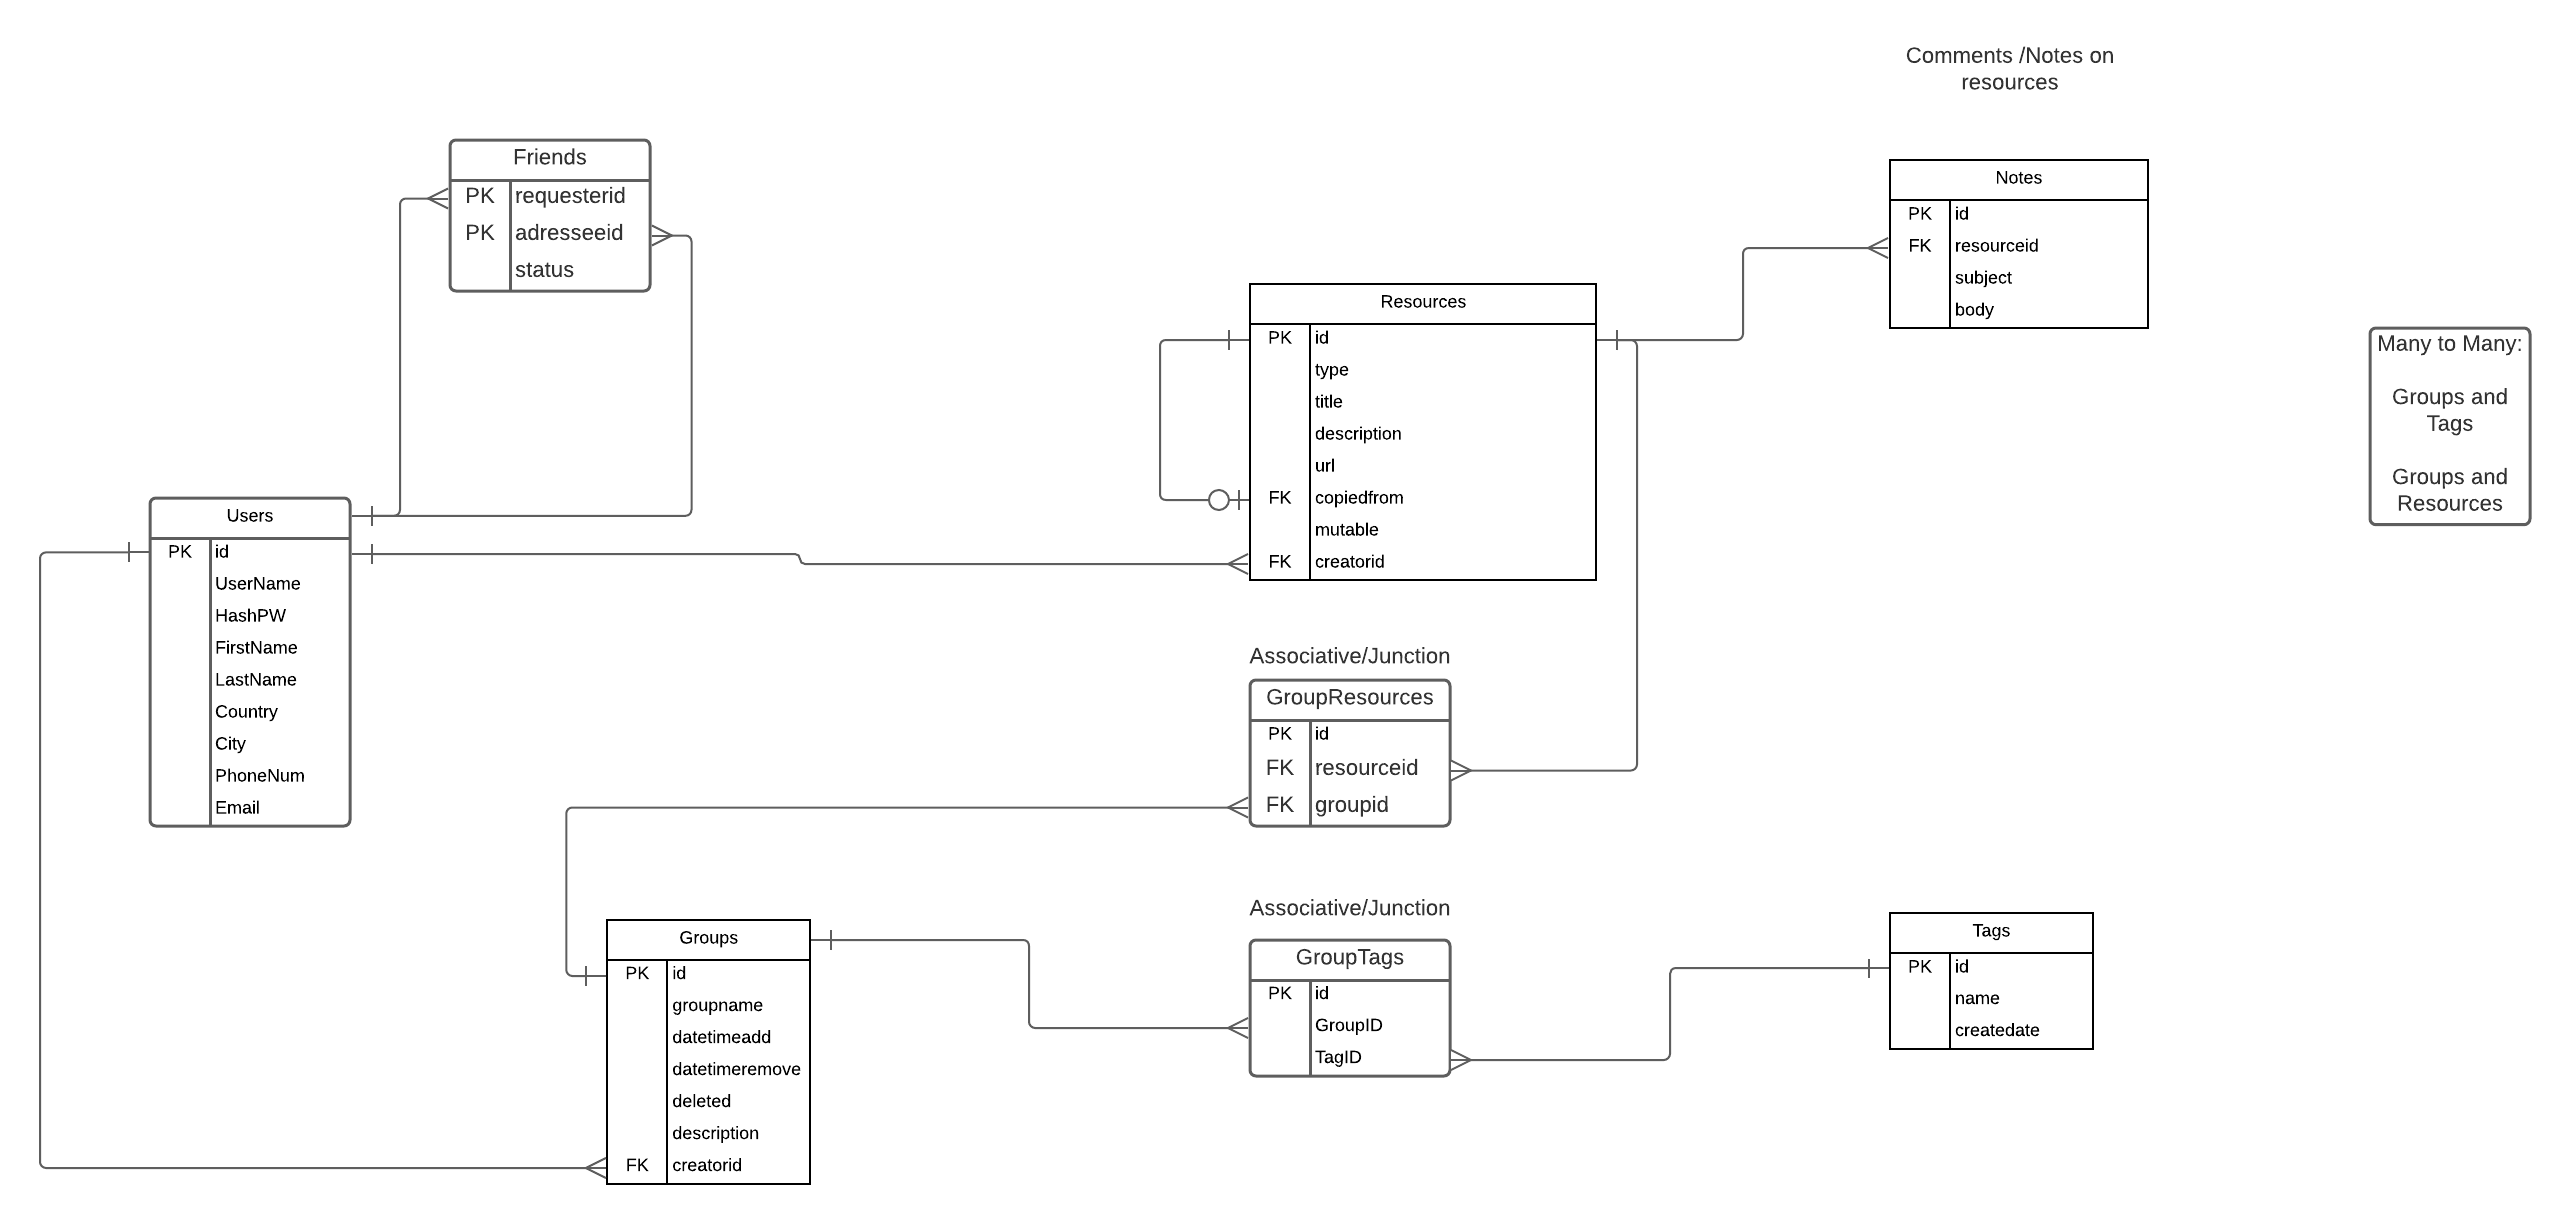 Comments /Notes on
resources
Friends
PK requesterid
PK adresseeid
status
Notes
PK id
FK resourceid
subject
body
Resources
PK id
type
title
description
url
FK copiedfrom
mutable
FK creatorid
Many to Many:
Groups and
Tags
Groups and
Resources
Users
PK id
UserName
HashPW
FirstName
LastName
Country
City
PhoneNum
Email
Associative/Junction
GroupResources
PK id
FK resourceid
FK groupid
Groups
PK id
groupname
datetimeadd
datetimeremove
deleted
description
FK creatorid
Associative/Junction
GroupTags
PK id
GroupID
TagID
Tags
PK id
name
createdate